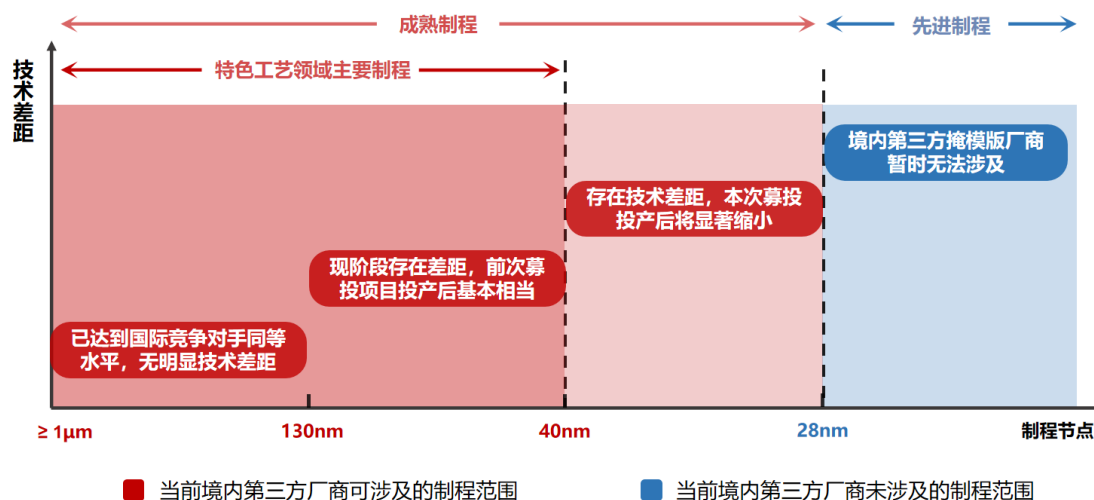 成熟制程
先进制程
特色工艺领域主要制程
技术差距
境内第三方掩模版厂商
暂时无法涉及
存在技术差距，本次募投
投产后将显著缩小
现阶段存在差距，前次募
投项目投产后基本相当
已达到国际竞争对手同等
水平，无明显技术差距
≥ 1μm
130nm
40nm
28nm
制程节点
当前境内第三方厂商可涉及的制程范围
当前境内第三方厂商未涉及的制程范围